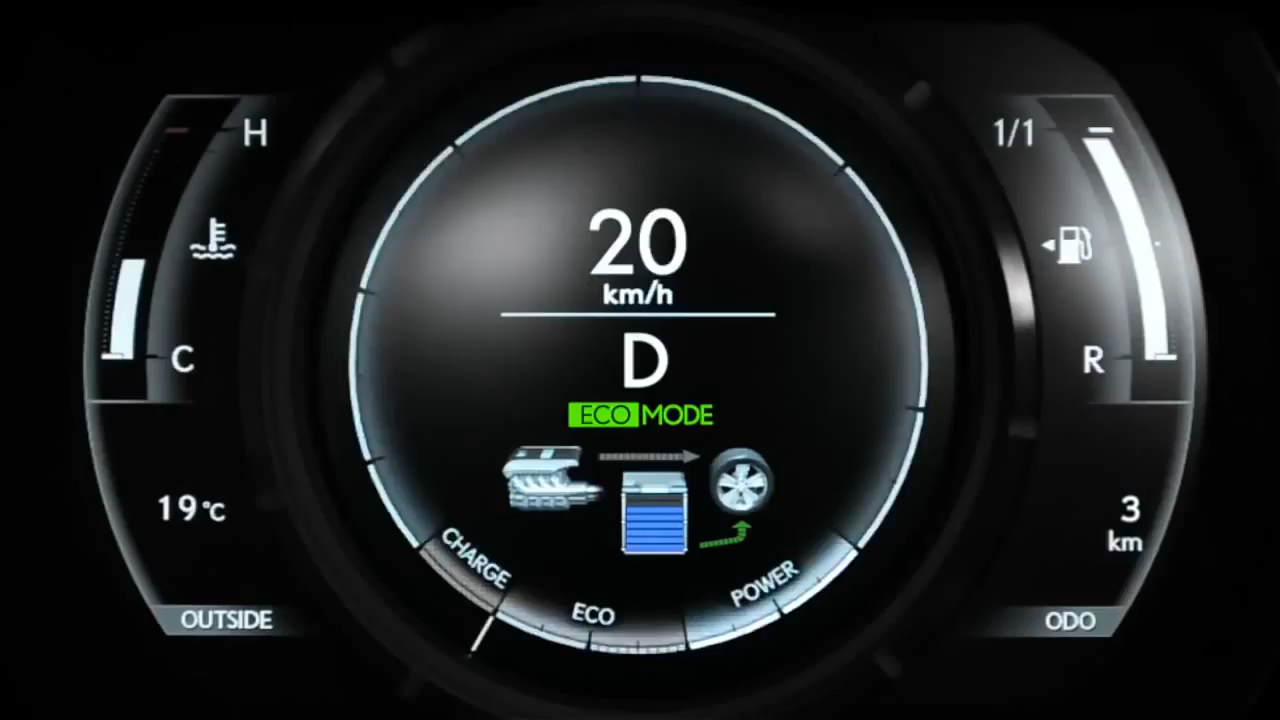 H
C
19°C
OUTSIDE
20
km/h
D
ECO MODE
CHARGE
ECO
POWER
1/1
R
3
km
ODO